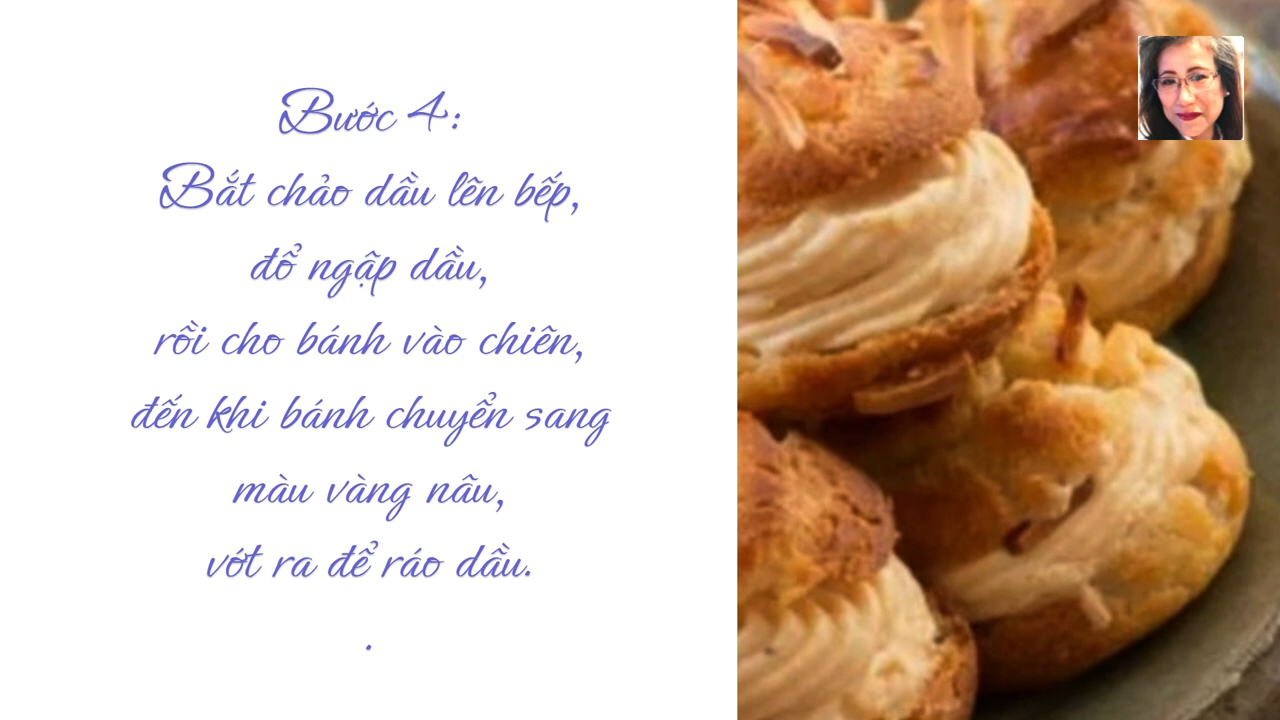 Bước 4:
Bắt chảo dầu lên bếp,
đổ ngập dầu,
rồi cho bánh vào chiên,
đến khi bánh chuyển sang
màu vàng nâu,
vớt ra để ráo dầu.
.